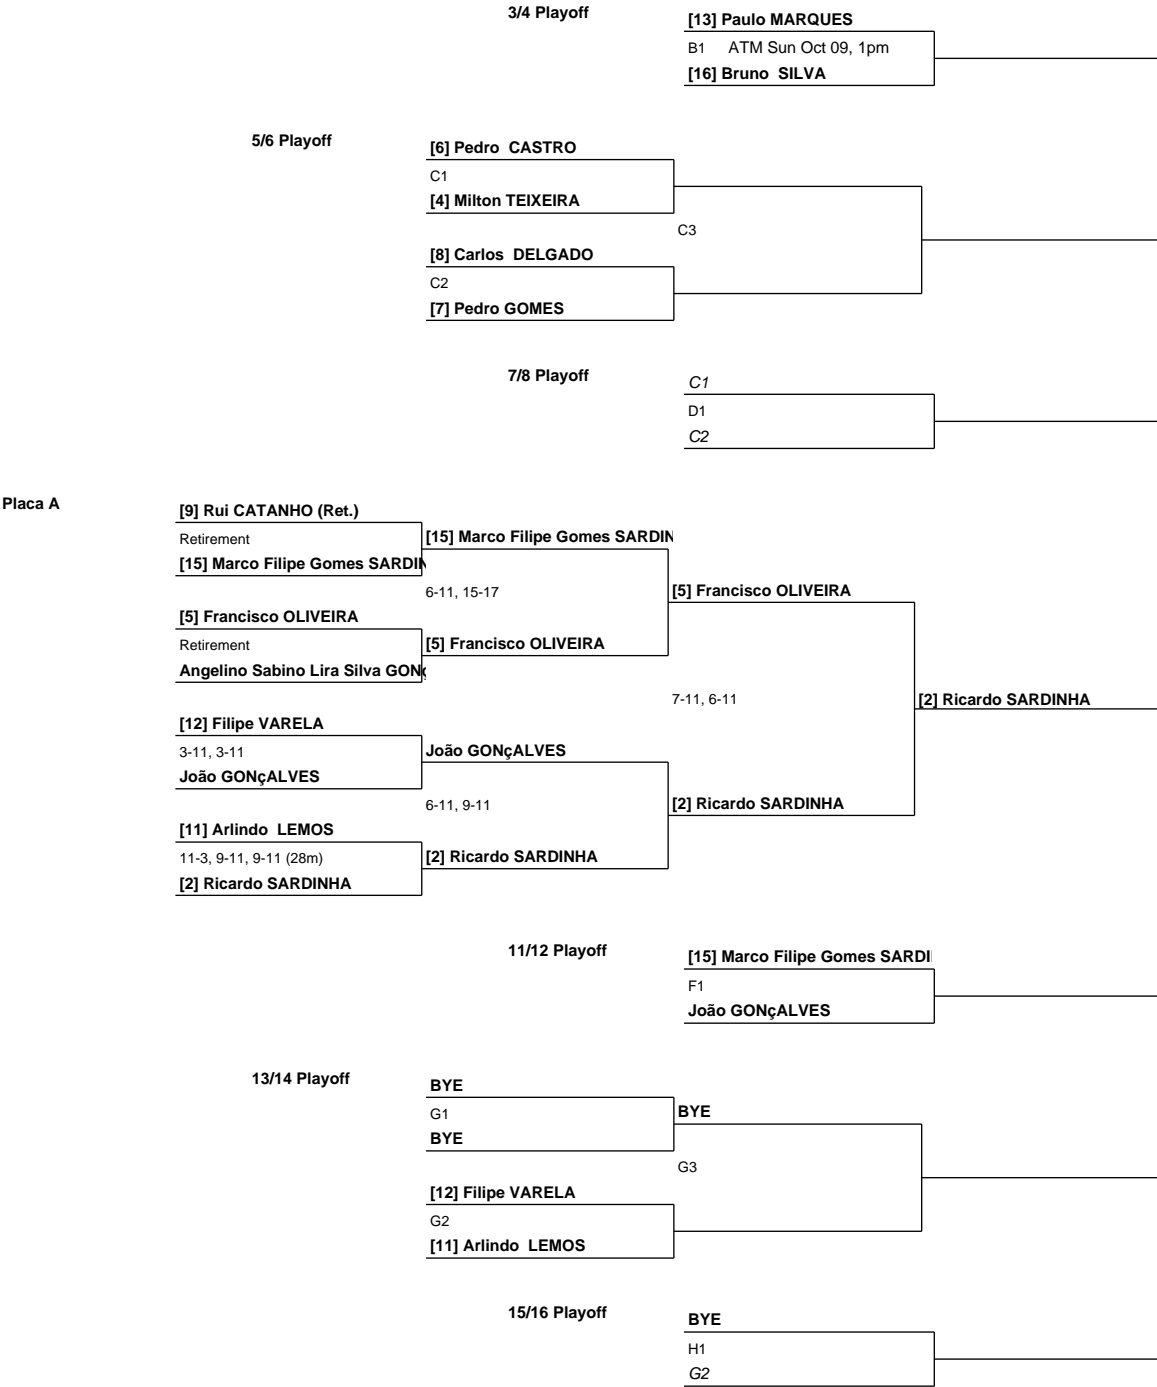 3/4 Playoff
[13] Paulo MARQUES
B1 ATM Sun Oct 09, 1pm
[16] Bruno SILVA
5/6 Playoff
[6] Pedro CASTRO
C1
[4] Milton TEIXEIRA
C3
[8] Carlos DELGADO
C2
[7] Pedro GOMES
7/8 Playoff
C1
D1
C2
Placa A
[9] Rui CATANHO (Ret.)
Retirement
[15] Marco Filipe Gomes SARDIN
[15] Marco Filipe Gomes SARDIN
6-11, 15-17
[5] Francisco OLIVEIRA
[5] Francisco OLIVEIRA
Retirement
[5] Francisco OLIVEIRA
Angelino Sabino Lira Silva GONç
7-11, 6-11
[2] Ricardo SARDINHA
[12] Filipe VARELA
3-11, 3-11
João GONçALVES
João GONçALVES
6-11, 9-11
[2] Ricardo SARDINHA
[11] Arlindo LEMOS
11-3, 9-11, 9-11 (28m)
[2] Ricardo SARDINHA
[2] Ricardo SARDINHA
11/12 Playoff
[15] Marco Filipe Gomes SARDI
F1
João GONçALVES
13/14 Playoff
BYE
G1
BYE
BYE
G3
[12] Filipe VARELA
G2
[11] Arlindo LEMOS
15/16 Playoff
BYE
H1
G2